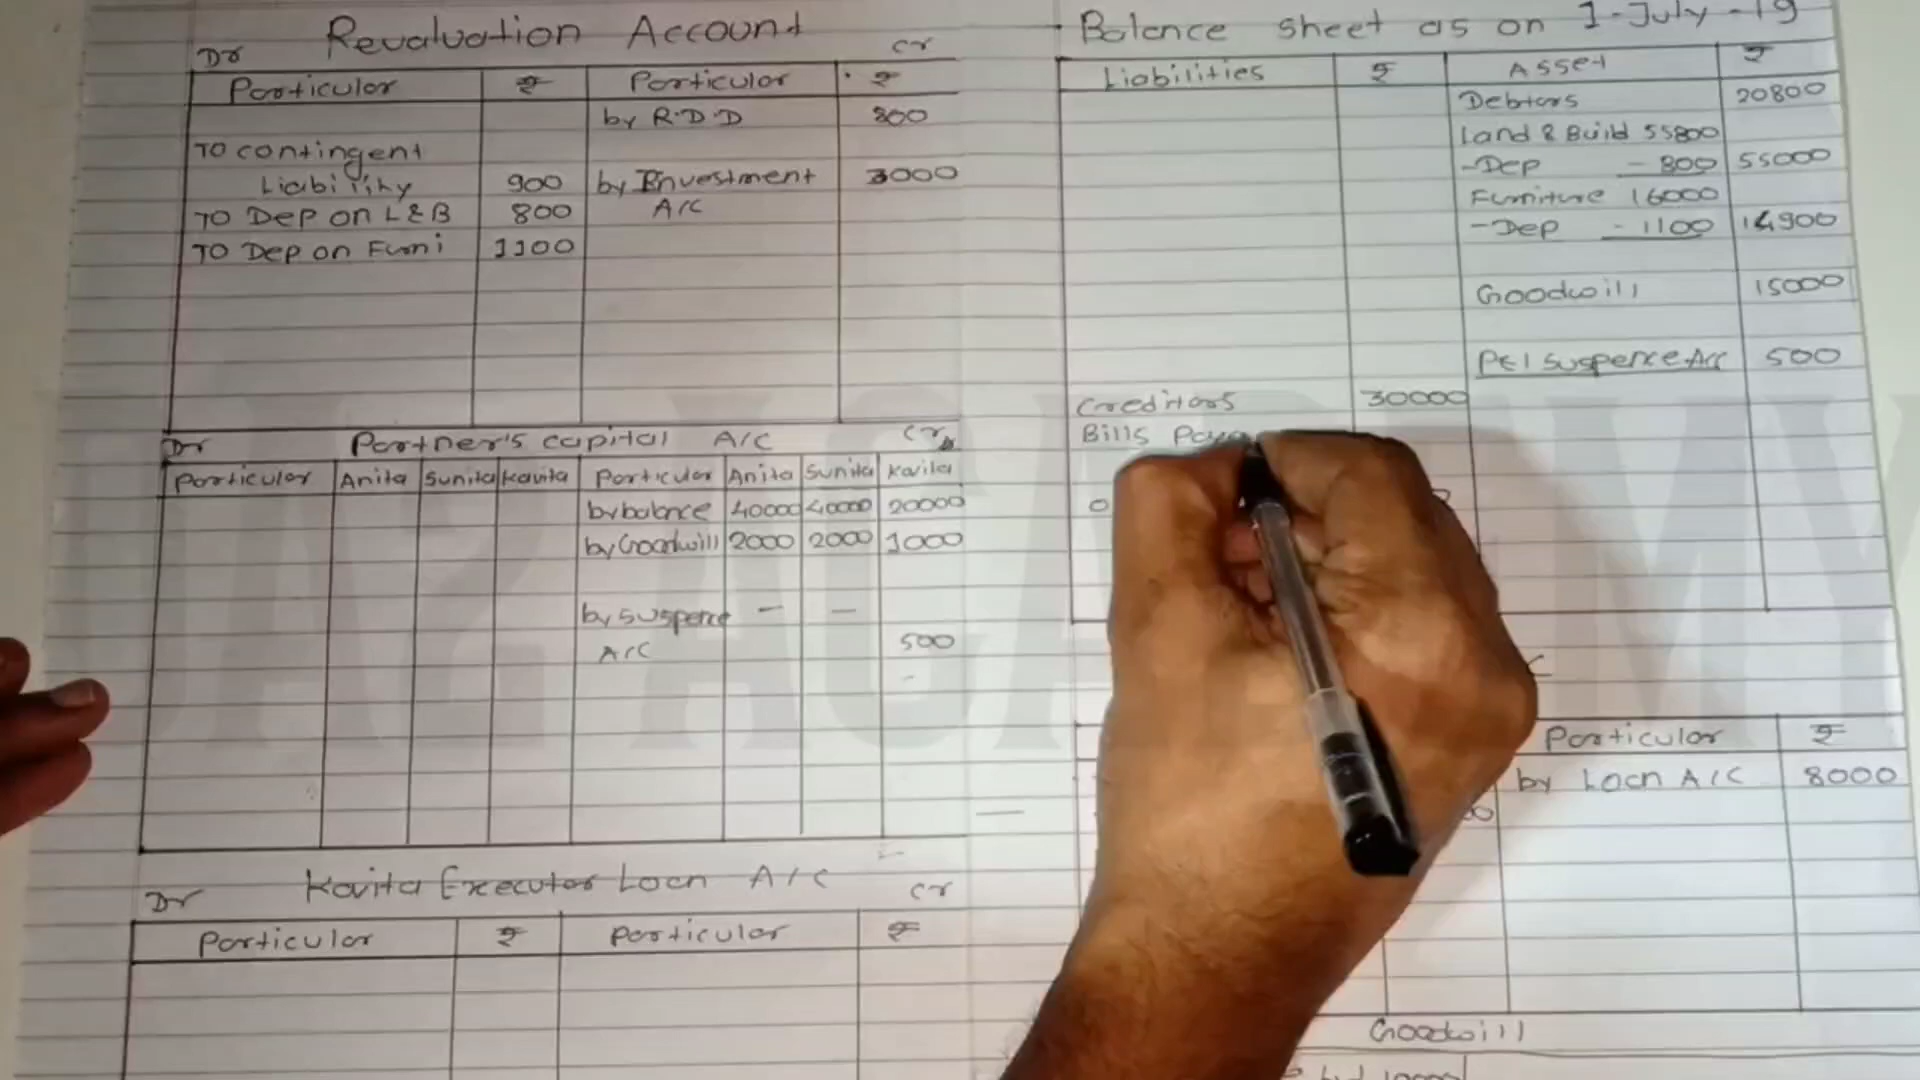 Revaluation Account
Dr Cr
Particular ₹ Particular ₹
by R.D.D 800
To contingent
Liability 900 by Investment 3000
A/C
To Dep on L&B 800
To Dep on Furni 1100
Dr Partner's capital A/C Cr
Particular Anita Sunita Kavita Particular Anita Sunita Kavita
by balance 40000 40000 20000
by Goodwill 2000 2000 1000
by suspence — —
A/C 500
Dr Kavita Executor Loan A/C Cr
Particular ₹ Particular ₹
Balance sheet as on 1-July-19
Liabilities ₹ Asset ₹
Debtors 20800
Land & Build 55800
-Dep - 800 55000
Furniture 16000
-Dep - 1100 14900
Goodwill 15000
P&L Suspence Acc 500
Creditors 30000
Bills
Particular ₹
by Loan A/C 8000
Goodwill